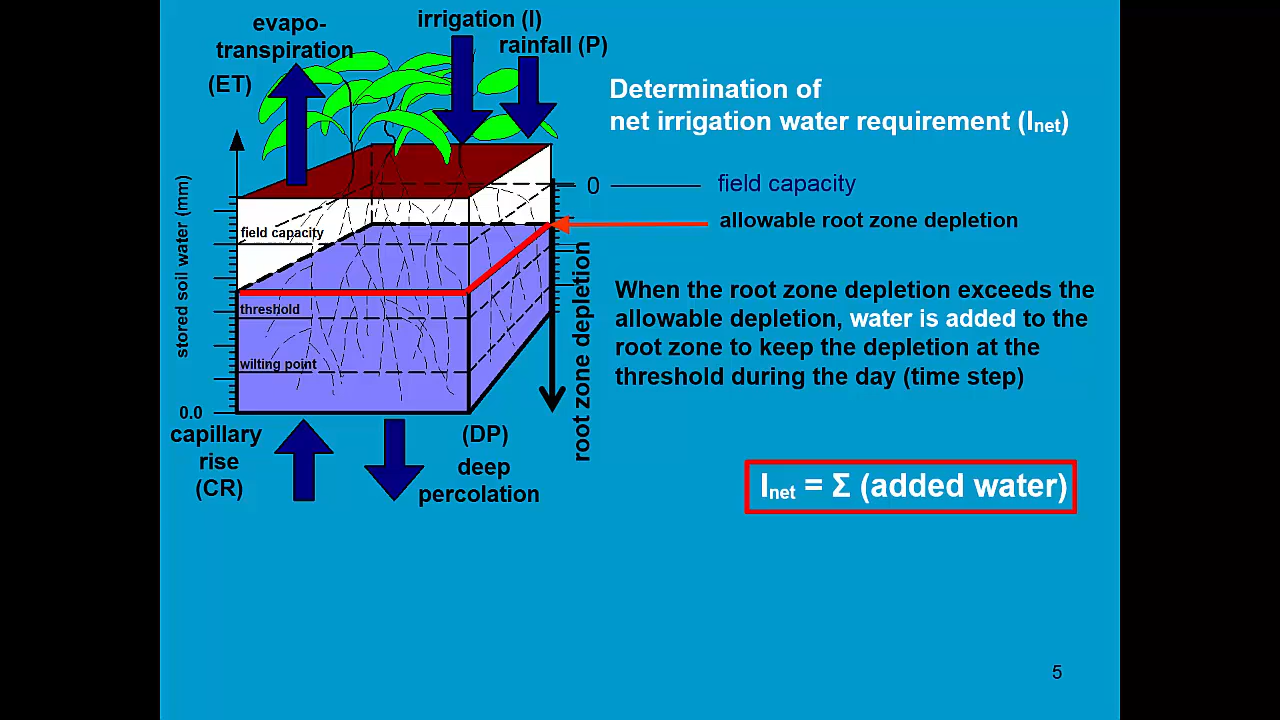 evapo-
transpiration
(ET)
irrigation (I)
rainfall (P)
Determination of
net irrigation water requirement (Inet)
0
field capacity
allowable root zone depletion
stored soil water (mm)
field capacity
threshold
wilting point
0.0
root zone depletion
When the root zone depletion exceeds the
allowable depletion, water is added to the
root zone to keep the depletion at the
threshold during the day (time step)
capillary
rise
(CR)
(DP)
deep
percolation
Inet = Σ (added water)
5